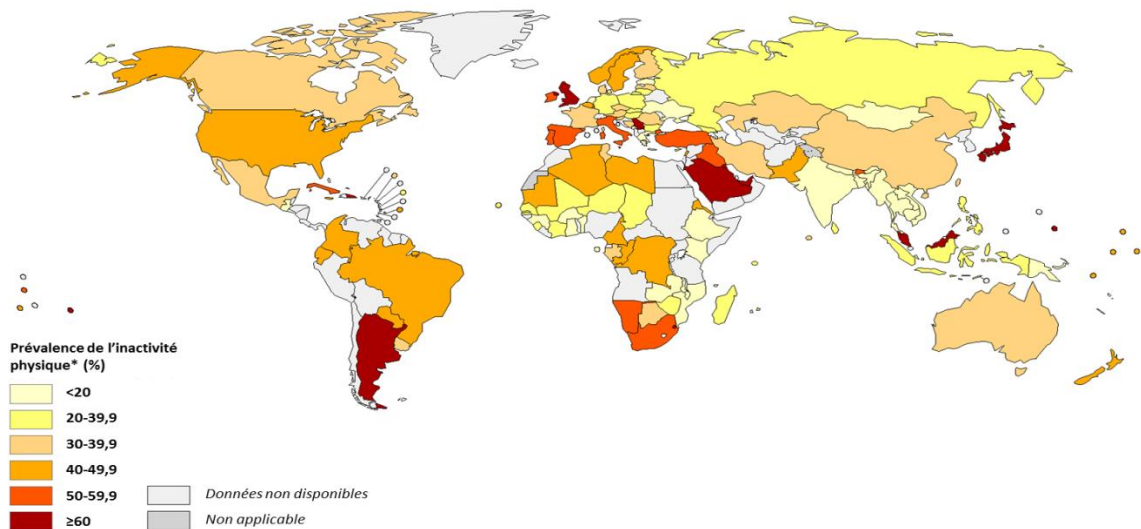 Prévalence de l’inactivité
physique* (%)
<20
20-39,9
30-39,9
40-49,9
50-59,9
≥60
Données non disponibles
Non applicable